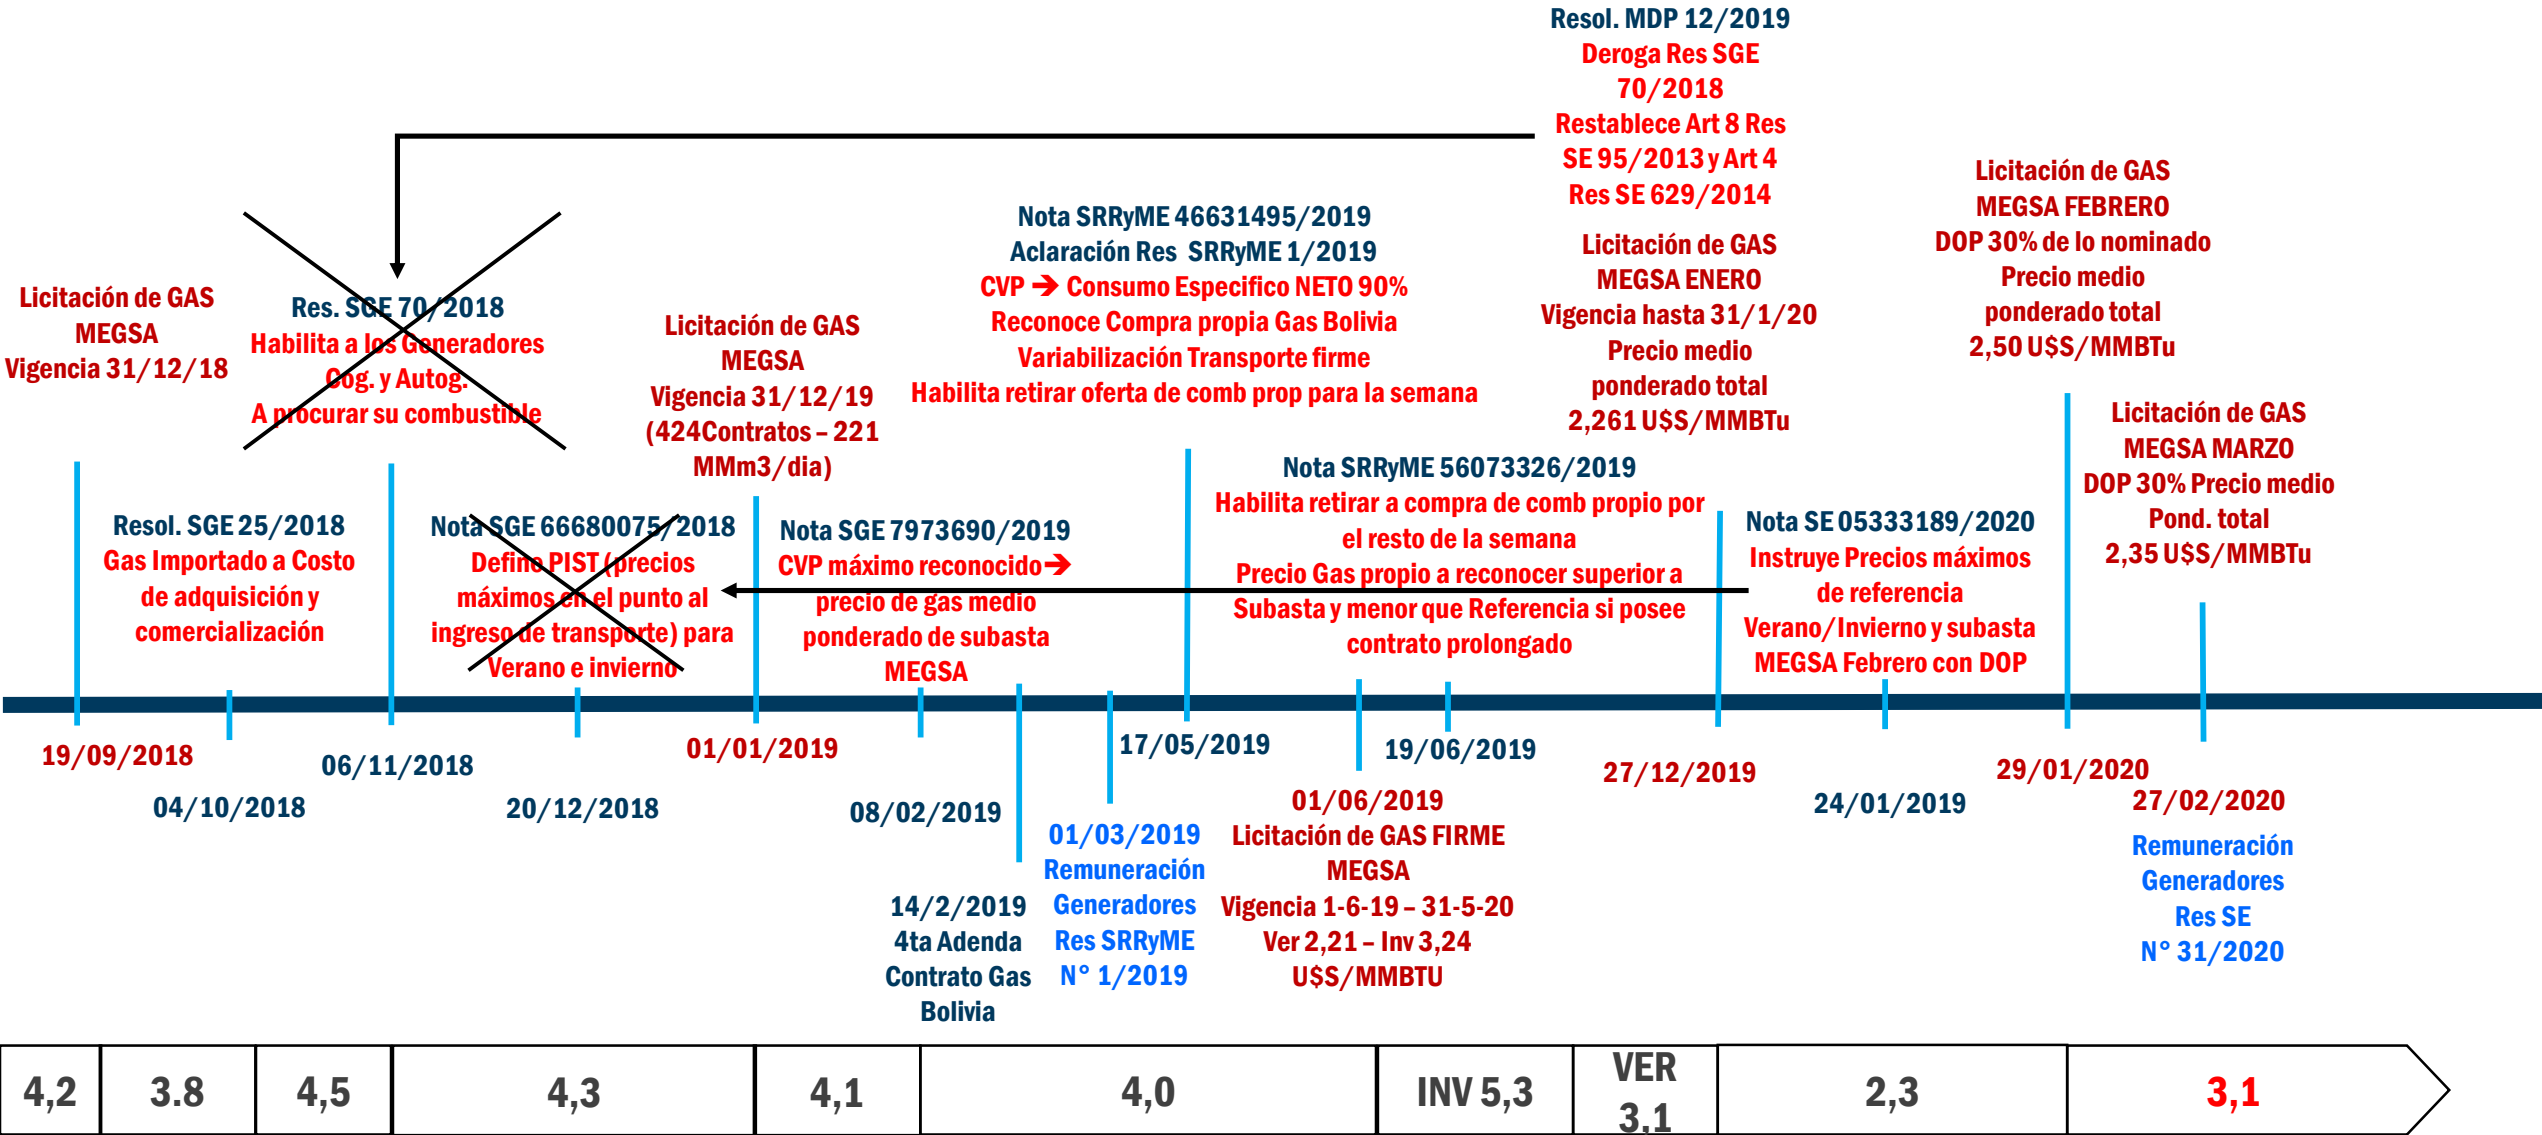 Resol. MDP 12/2019
Deroga Res SGE
70/2018
Restablece Art 8 Res
SE 95/2013 y Art 4
Res SE 629/2014
Licitación de GAS
MEGSA ENERO
Vigencia hasta 31/1/20
Precio medio
ponderado total
2,261 U$S/MMBTu
Licitación de GAS
MEGSA FEBRERO
DOP 30% de lo nominado
Precio medio
ponderado total
2,50 U$S/MMBTu
Nota SRRyME 46631495/2019
Aclaración Res SRRyME 1/2019
CVP ➔ Consumo Especifico NETO 90%
Reconoce Compra propia Gas Bolivia
Variabilización Transporte firme
Habilita retirar oferta de comb prop para la semana
Licitación de GAS
MEGSA
Vigencia 31/12/18
Res. SGE 70/2018
Habilita a los Generadores
Cog. y Autog.
A procurar su combustible
Licitación de GAS
MEGSA
Vigencia 31/12/19
(424Contratos – 221
MMm3/dia)
Licitación de GAS
MEGSA MARZO
DOP 30% Precio medio
Pond. total
2,35 U$S/MMBTu
Resol. SGE 25/2018
Gas Importado a Costo
de adquisición y
comercialización
Nota SGE 66680075/2018
Define PIST (precios
máximos en el punto al
ingreso de transporte) para
Verano e invierno
Nota SGE 7973690/2019
CVP máximo reconocido ➔
precio de gas medio
ponderado de subasta
MEGSA
Nota SRRyME 56073326/2019
Habilita retirar a compra de comb propio por
el resto de la semana
Precio Gas propio a reconocer superior a
Subasta y menor que Referencia si posee
contrato prolongado
Nota SE 05333189/2020
Instruye Precios máximos
de referencia
Verano/Invierno y subasta
MEGSA Febrero con DOP
19/09/2018
04/10/2018
06/11/2018
20/12/2018
01/01/2019
08/02/2019
14/2/2019
4ta Adenda
Contrato Gas
Bolivia
01/03/2019
Remuneración
Generadores
Res SRRyME
N° 1/2019
17/05/2019
01/06/2019
Licitación de GAS FIRME
MEGSA
Vigencia 1-6-19 – 31-5-20
Ver 2,21 – Inv 3,24
U$S/MMBTU
19/06/2019
27/12/2019
24/01/2019
29/01/2020
27/02/2020
Remuneración
Generadores
Res SE
N° 31/2020
4,2
3.8
4,5
4,3
4,1
4,0
INV 5,3
VER
3,1
2,3
3,1